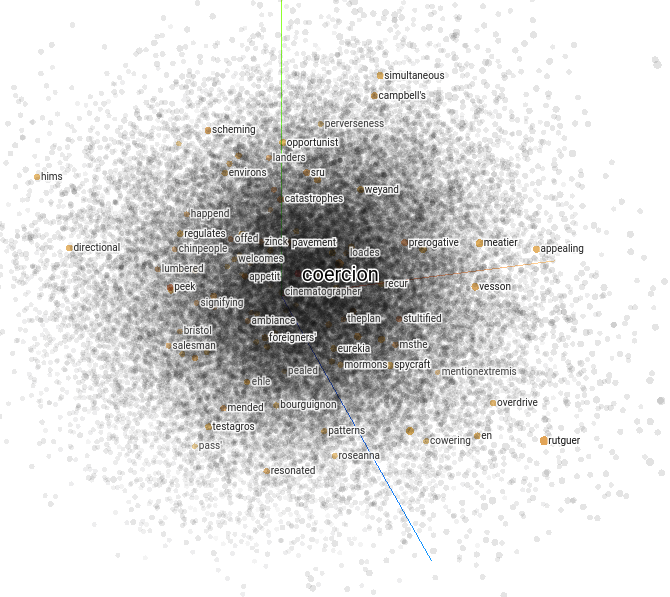 simultaneous
campbell's
perverseness
scheming
opportunist
landers
environs
sru
hims
weyand
catastrophes
happend
regulates
offed
zinck
pavement
prerogative
meatier
directional
chinpeople
loades
appealing
welcomes
lumbered
coercion
appetit
recur
peek
cinematographer
vesson
signifying
ambiance
theplan
stultified
bristol
foreigners'
salesman
eurekia
msthe
mormons
spycraft
pealed
mentionextremis
ehle
mended
bourguignon
overdrive
testagros
patterns
en
cowering
rutguer
pass'
roseanna
resonated